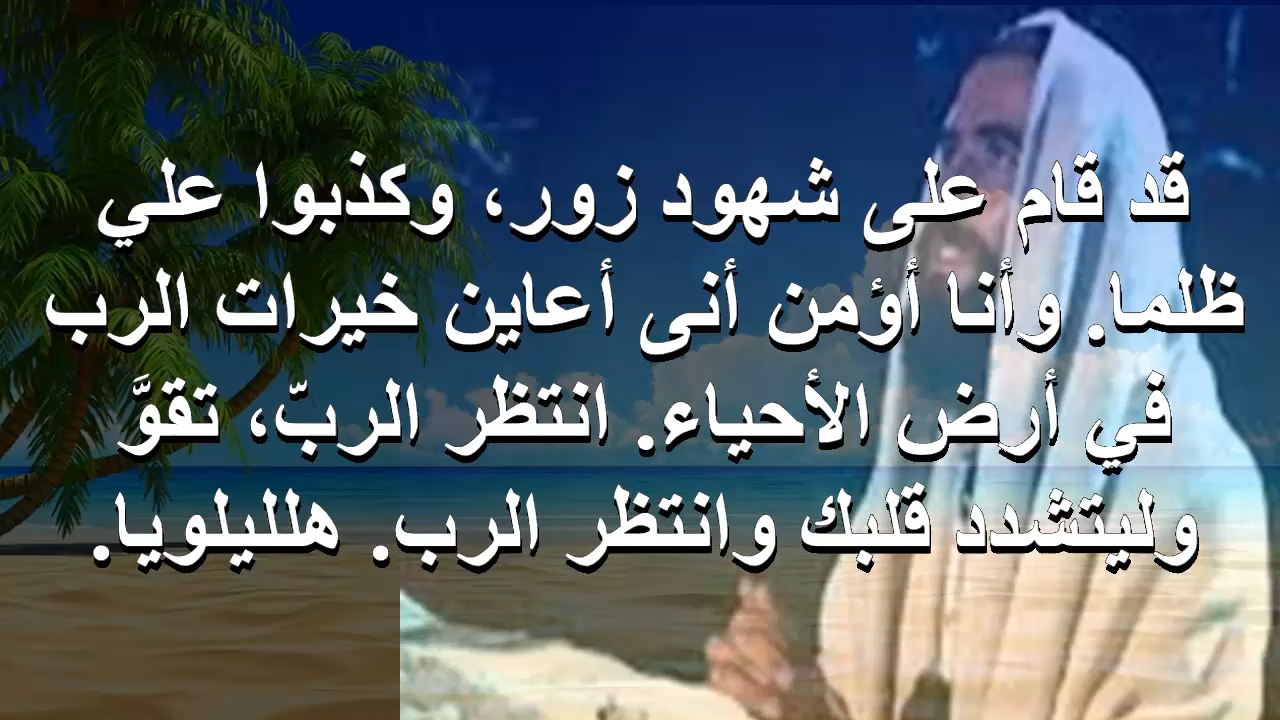 قد قام على شهود زور، وكذبوا علي
ظلما. وأنا أؤمن أنى أعاين خيرات الرب
في أرض الأحياء. انتظر الربّ، تقوَّ
وليتشدد قلبك وانتظر الرب. هلليلويا.